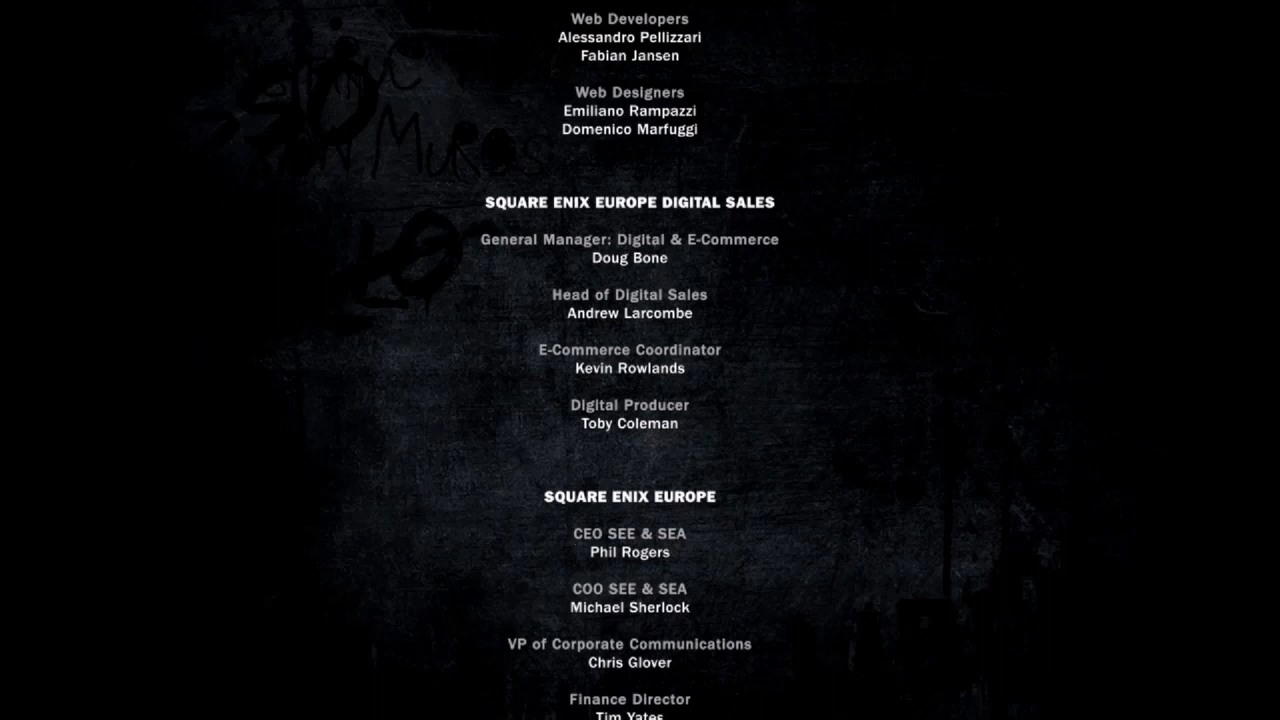 Web Developers
Alessandro Pellizzari
Fabian Jansen
Web Designers
Emiliano Rampazzi
Domenico Marfuggi
SQUARE ENIX EUROPE DIGITAL SALES
General Manager: Digital & E-Commerce
Doug Bone
Head of Digital Sales
Andrew Larcombe
E-Commerce Coordinator
Kevin Rowlands
Digital Producer
Toby Coleman
SQUARE ENIX EUROPE
CEO SEE & SEA
Phil Rogers
COO SEE & SEA
Michael Sherlock
VP of Corporate Communications
Chris Glover
Finance Director
Tim Yates